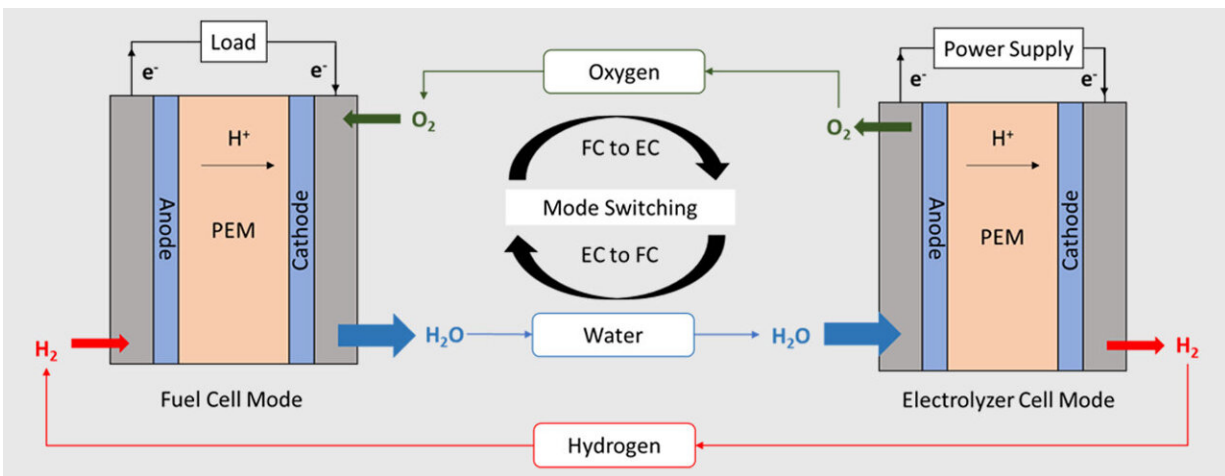 Load
e⁻
e⁻
O₂
H⁺
Anode
PEM
Cathode
H₂
H₂O
Fuel Cell Mode
Oxygen
FC to EC
Mode Switching
EC to FC
Water
Hydrogen
Power Supply
e⁻
e⁻
O₂
H⁺
Anode
PEM
Cathode
H₂O
H₂
Electrolyzer Cell Mode